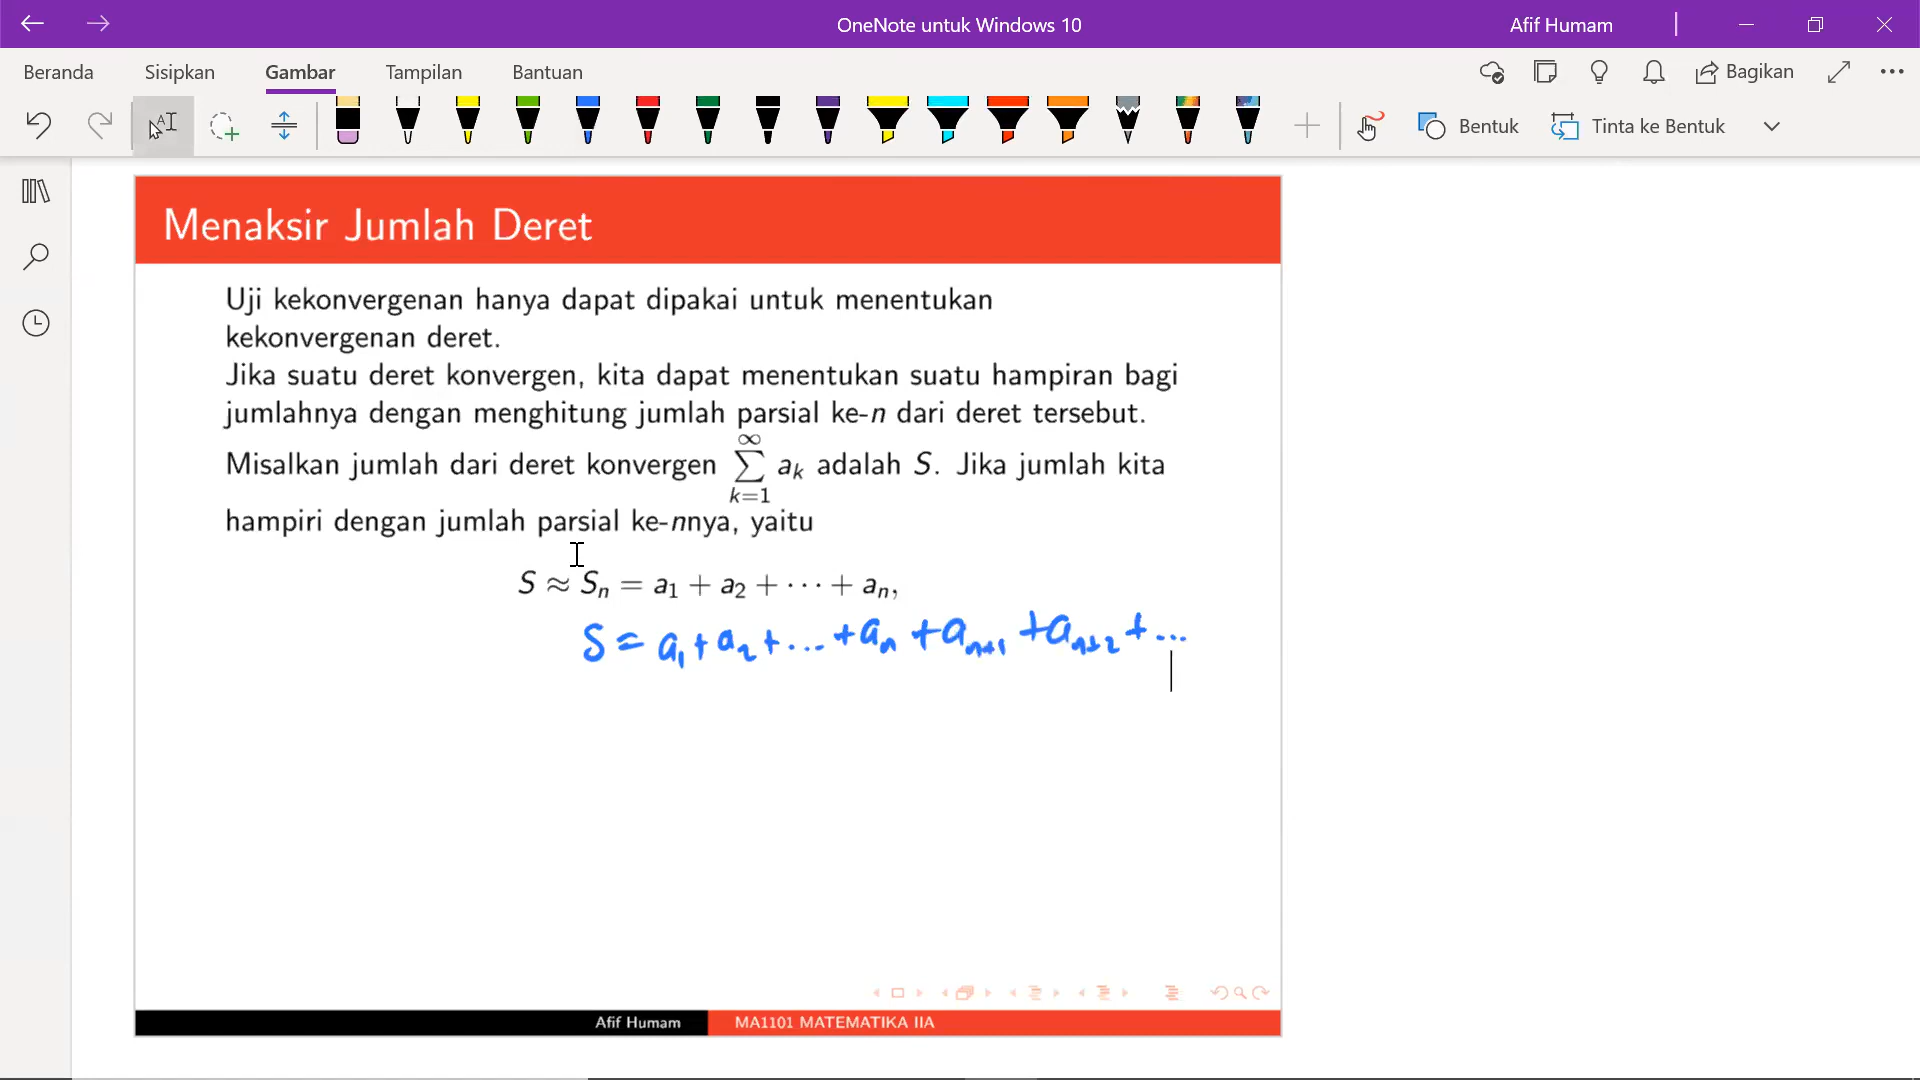 OneNote untuk Windows 10
Afif Humam
Beranda
Sisipkan
Gambar
Tampilan
Bantuan
Bagikan
Bentuk
Tinta ke Bentuk
Menaksir Jumlah Deret
Uji kekonvergenan hanya dapat dipakai untuk menentukan
kekonvergenan deret.
Jika suatu deret konvergen, kita dapat menentukan suatu hampiran bagi
jumlahnya dengan menghitung jumlah parsial ke-n dari deret tersebut.
Misalkan jumlah dari deret konvergen ∑_{k=1}^{∞} a_k adalah S. Jika jumlah kita
hampiri dengan jumlah parsial ke-nnya, yaitu
S ≈ S_n = a_1 + a_2 + ··· + a_n,
S = a_1 + a_2 + ... + a_n + a_{n+1} + a_{n+2} + ...
Afif Humam
MA1101 MATEMATIKA IIA